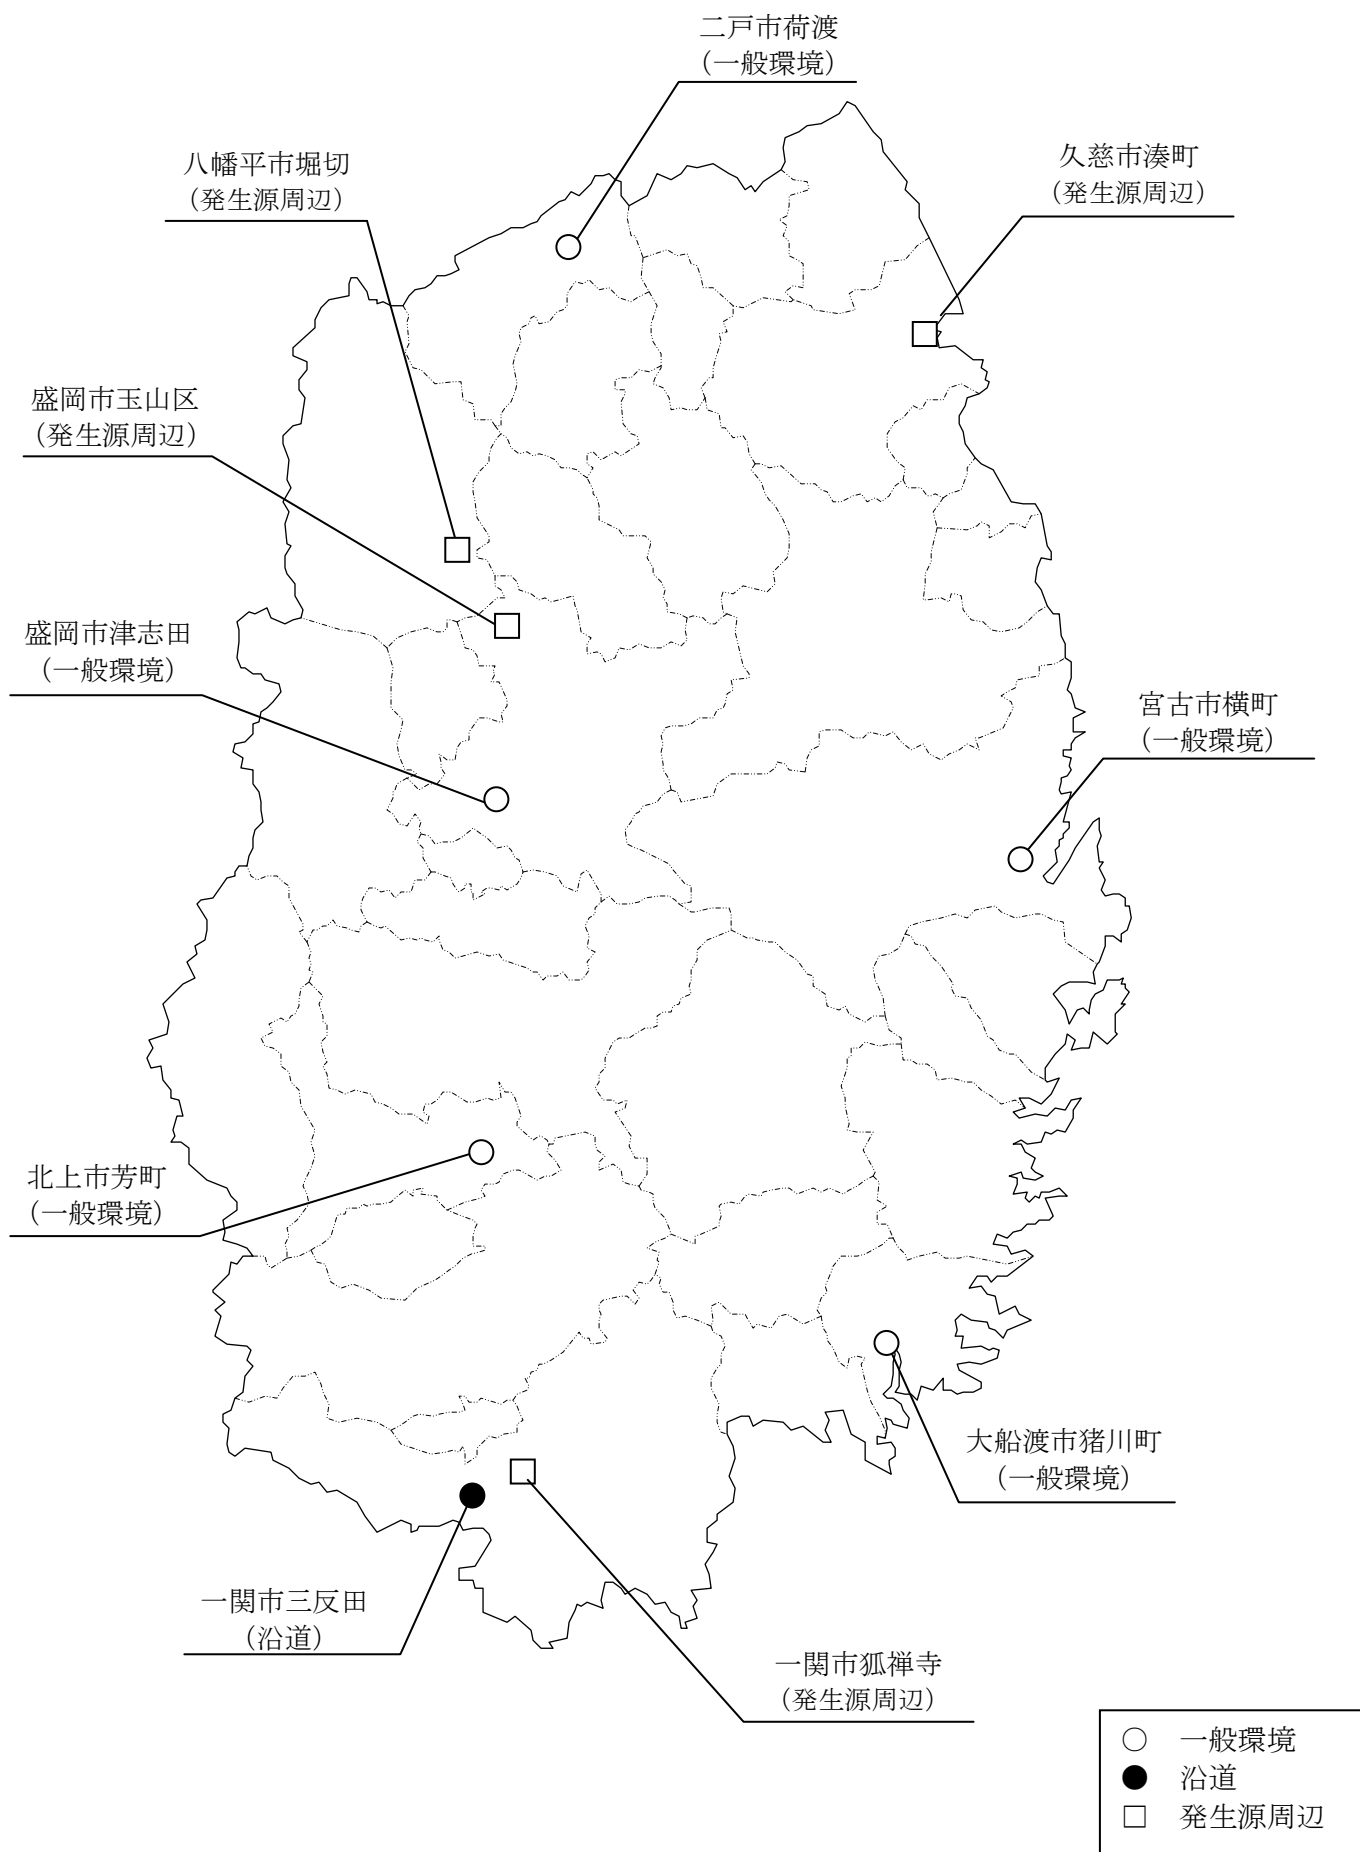 二戸市荷渡
（一般環境）
八幡平市堀切
（発生源周辺）
久慈市湊町
（発生源周辺）
盛岡市玉山区
（発生源周辺）
盛岡市津志田
（一般環境）
宮古市横町
（一般環境）
北上市芳町
（一般環境）
大船渡市猪川町
（一般環境）
一関市三反田
（沿道）
一関市狐禅寺
（発生源周辺）
○ 一般環境
● 沿道
□ 発生源周辺